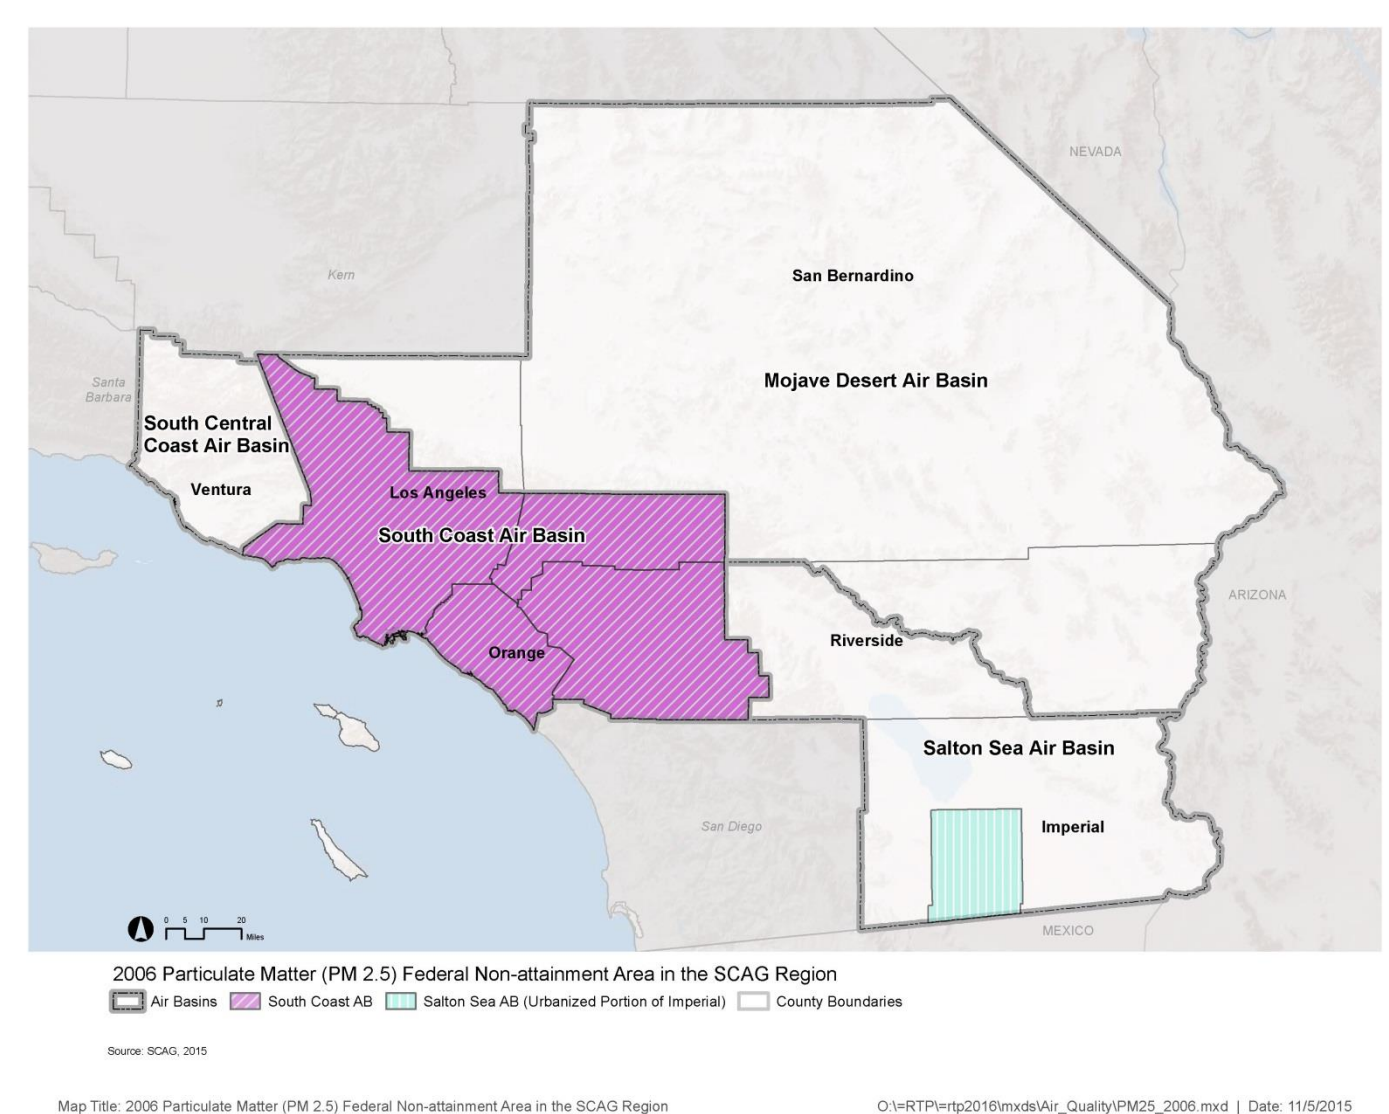 NEVADA
Kern
San Bernardino
Mojave Desert Air Basin
Santa
Barbara
South Central
Coast Air Basin
Ventura
Los Angeles
South Coast Air Basin
ARIZONA
Orange
Riverside
Salton Sea Air Basin
San Diego
Imperial
MEXICO
0 5 10 20
Miles
2006 Particulate Matter (PM 2.5) Federal Non-attainment Area in the SCAG Region
Air Basins South Coast AB Salton Sea AB (Urbanized Portion of Imperial) County Boundaries
Source: SCAG, 2015
Map Title: 2006 Particulate Matter (PM 2.5) Federal Non-attainment Area in the SCAG Region O:\=RTP\=rtp2016\mxds\Air_Quality\PM25_2006.mxd | Date: 11/5/2015